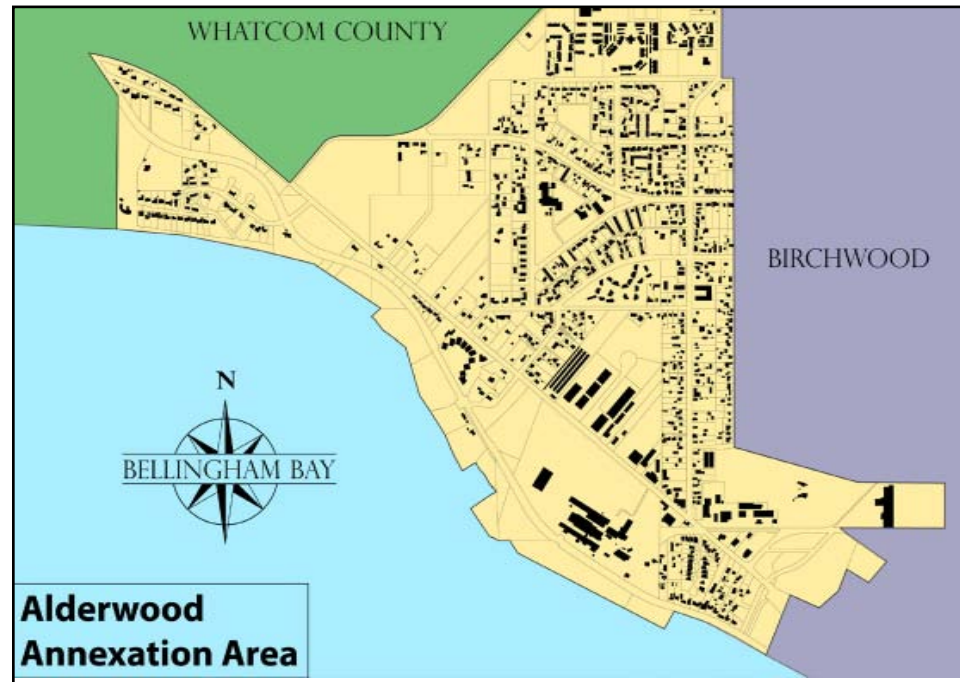 WHATCOM COUNTY
BIRCHWOOD
N
BELLINGHAM BAY
Alderwood
Annexation Area